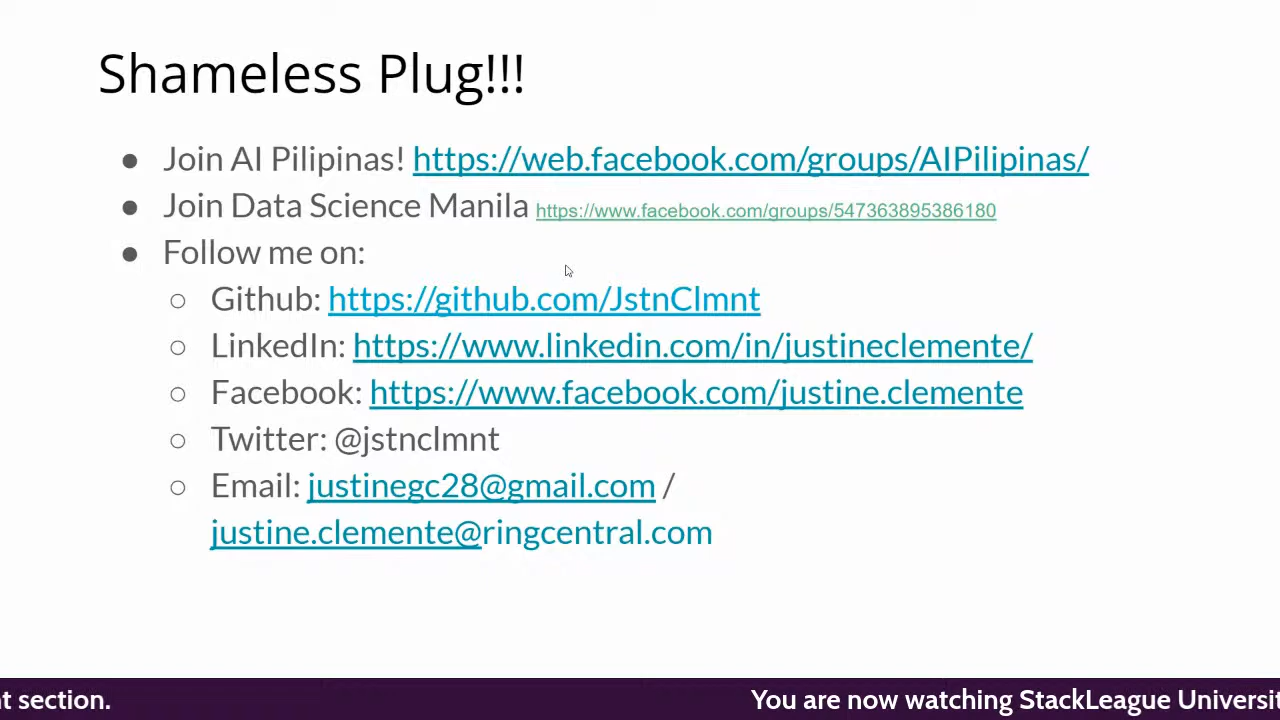 Shameless Plug!!!
● Join AI Pilipinas! https://web.facebook.com/groups/AIPilipinas/
● Join Data Science Manila https://www.facebook.com/groups/547363895386180
● Follow me on:
○ Github: https://github.com/JstnClmnt
○ LinkedIn: https://www.linkedin.com/in/justineclemente/
○ Facebook: https://www.facebook.com/justine.clemente
○ Twitter: @jstnclmnt
○ Email: justinegc28@gmail.com /
justine.clemente@ringcentral.com
section. You are now watching StackLeague